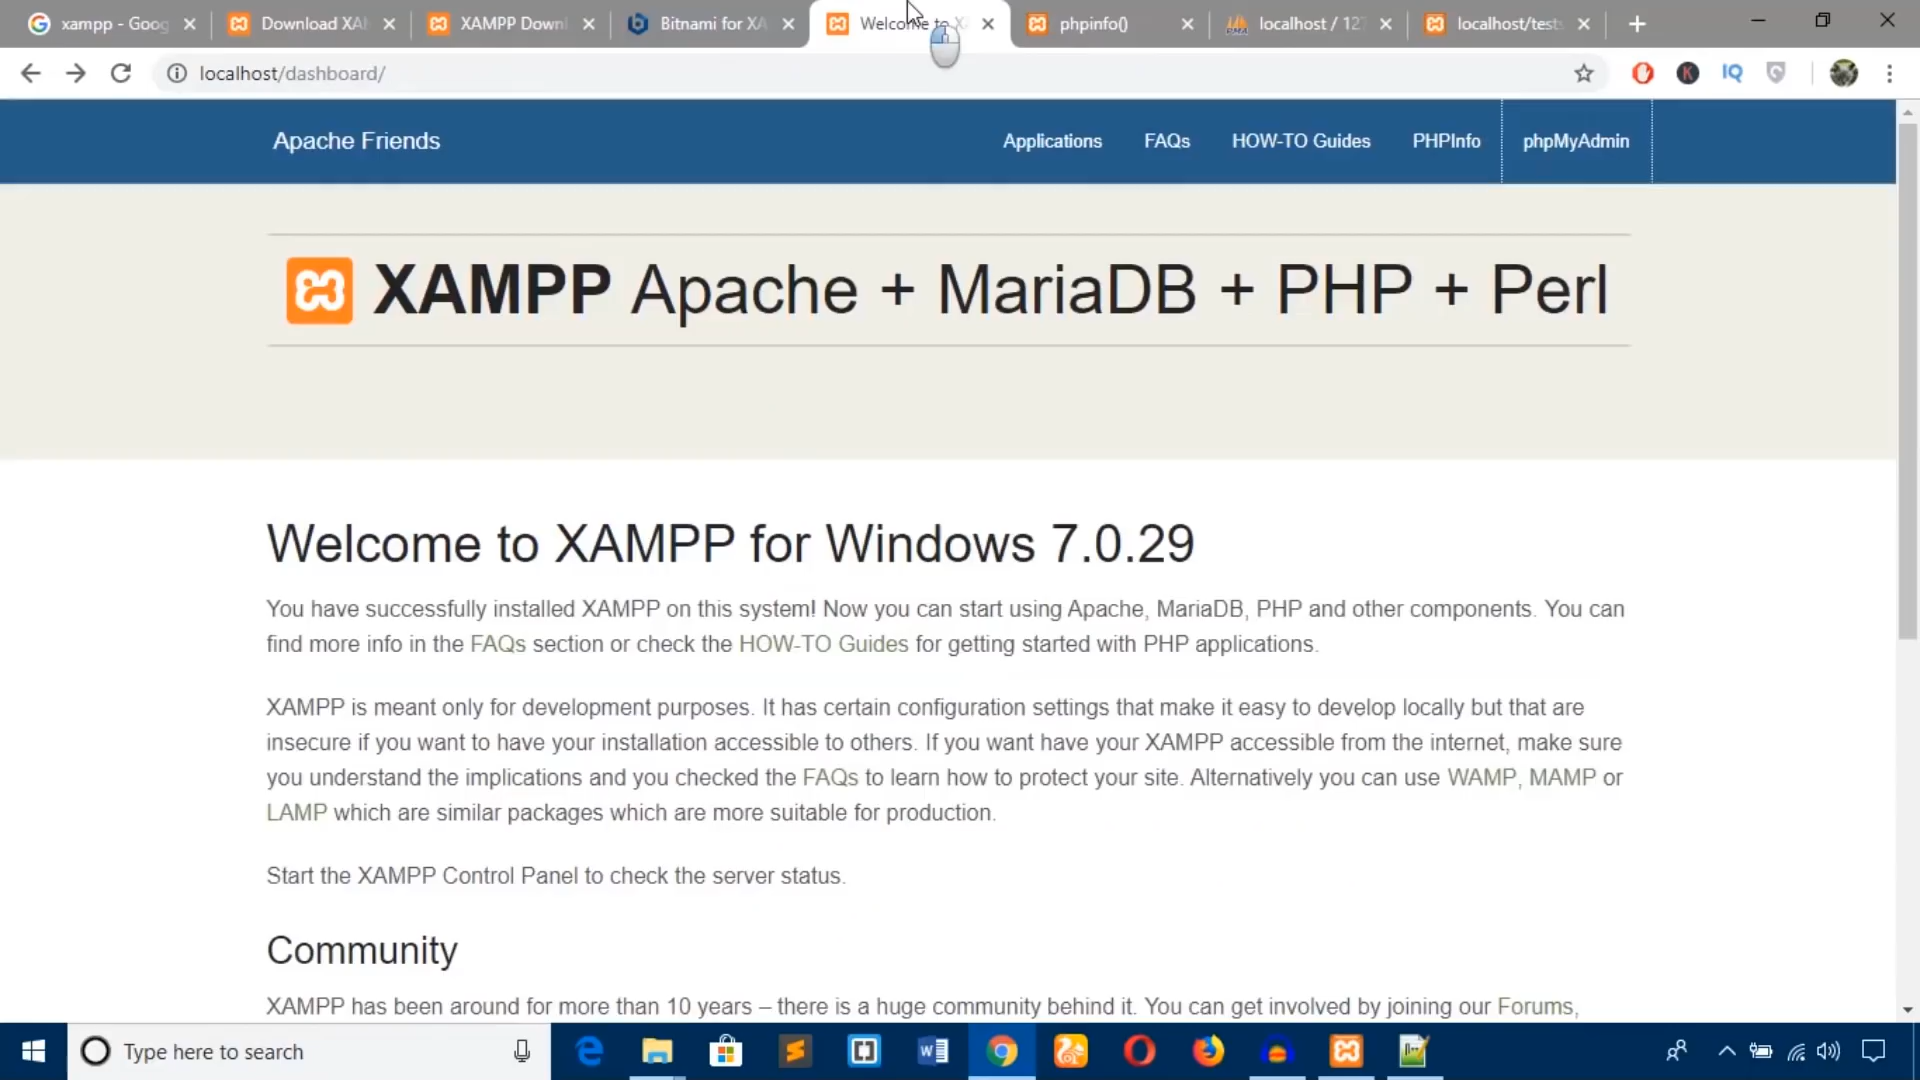 xampp - Goog
Download XA
XAMPP Downl
Bitnami for XA
Welcome to X
phpinfo()
localhost / 127
localhost/tests
localhost/dashboard/
IQ
Apache Friends
Applications
FAQs
HOW-TO Guides
PHPInfo
phpMyAdmin
XAMPP Apache + MariaDB + PHP + Perl
Welcome to XAMPP for Windows 7.0.29
You have successfully installed XAMPP on this system! Now you can start using Apache, MariaDB, PHP and other components. You can
find more info in the FAQs section or check the HOW-TO Guides for getting started with PHP applications.
XAMPP is meant only for development purposes. It has certain configuration settings that make it easy to develop locally but that are
insecure if you want to have your installation accessible to others. If you want have your XAMPP accessible from the internet, make sure
you understand the implications and you checked the FAQs to learn how to protect your site. Alternatively you can use WAMP, MAMP or
LAMP which are similar packages which are more suitable for production.
Start the XAMPP Control Panel to check the server status.
Community
XAMPP has been around for more than 10 years – there is a huge community behind it. You can get involved by joining our Forums,
Type here to search